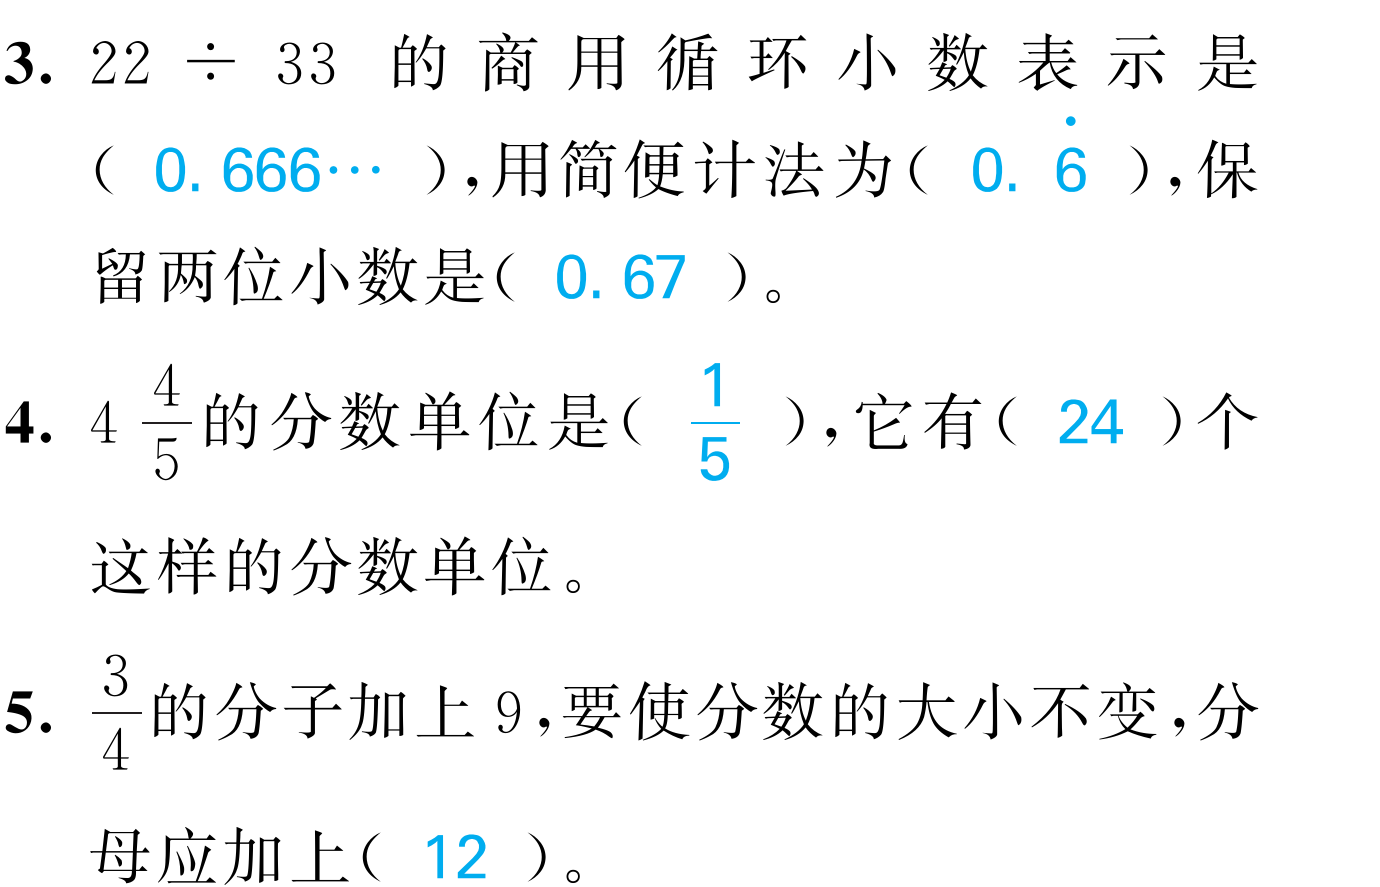 3. 22 ÷ 33 的商用循环小数表示是
( 0.666… ),用简便计法为( 0.6̇ ),保
留两位小数是( 0.67 )。
4. 4 4/5 的分数单位是( 1/5 ),它有( 24 )个
这样的分数单位。
5. 3/4 的分子加上 9,要使分数的大小不变,分
母应加上( 12 )。